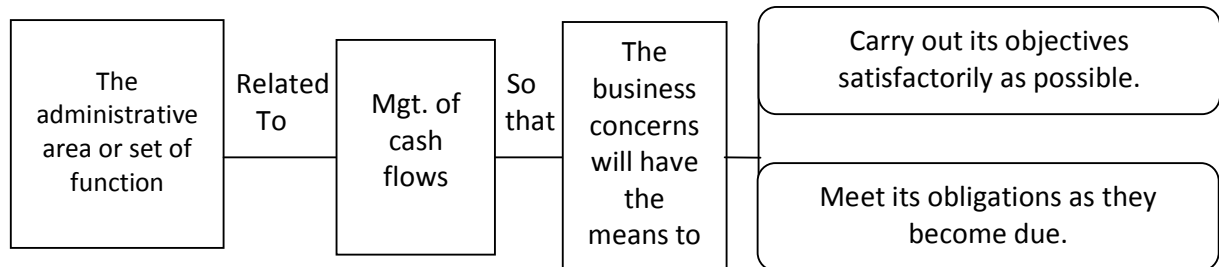 The
administrative
area or set of
function
Related
To
Mgt. of
cash
flows
So
that
The
business
concerns
will have
the
means to
Carry out its objectives
satisfactorily as possible.
Meet its obligations as they
become due.